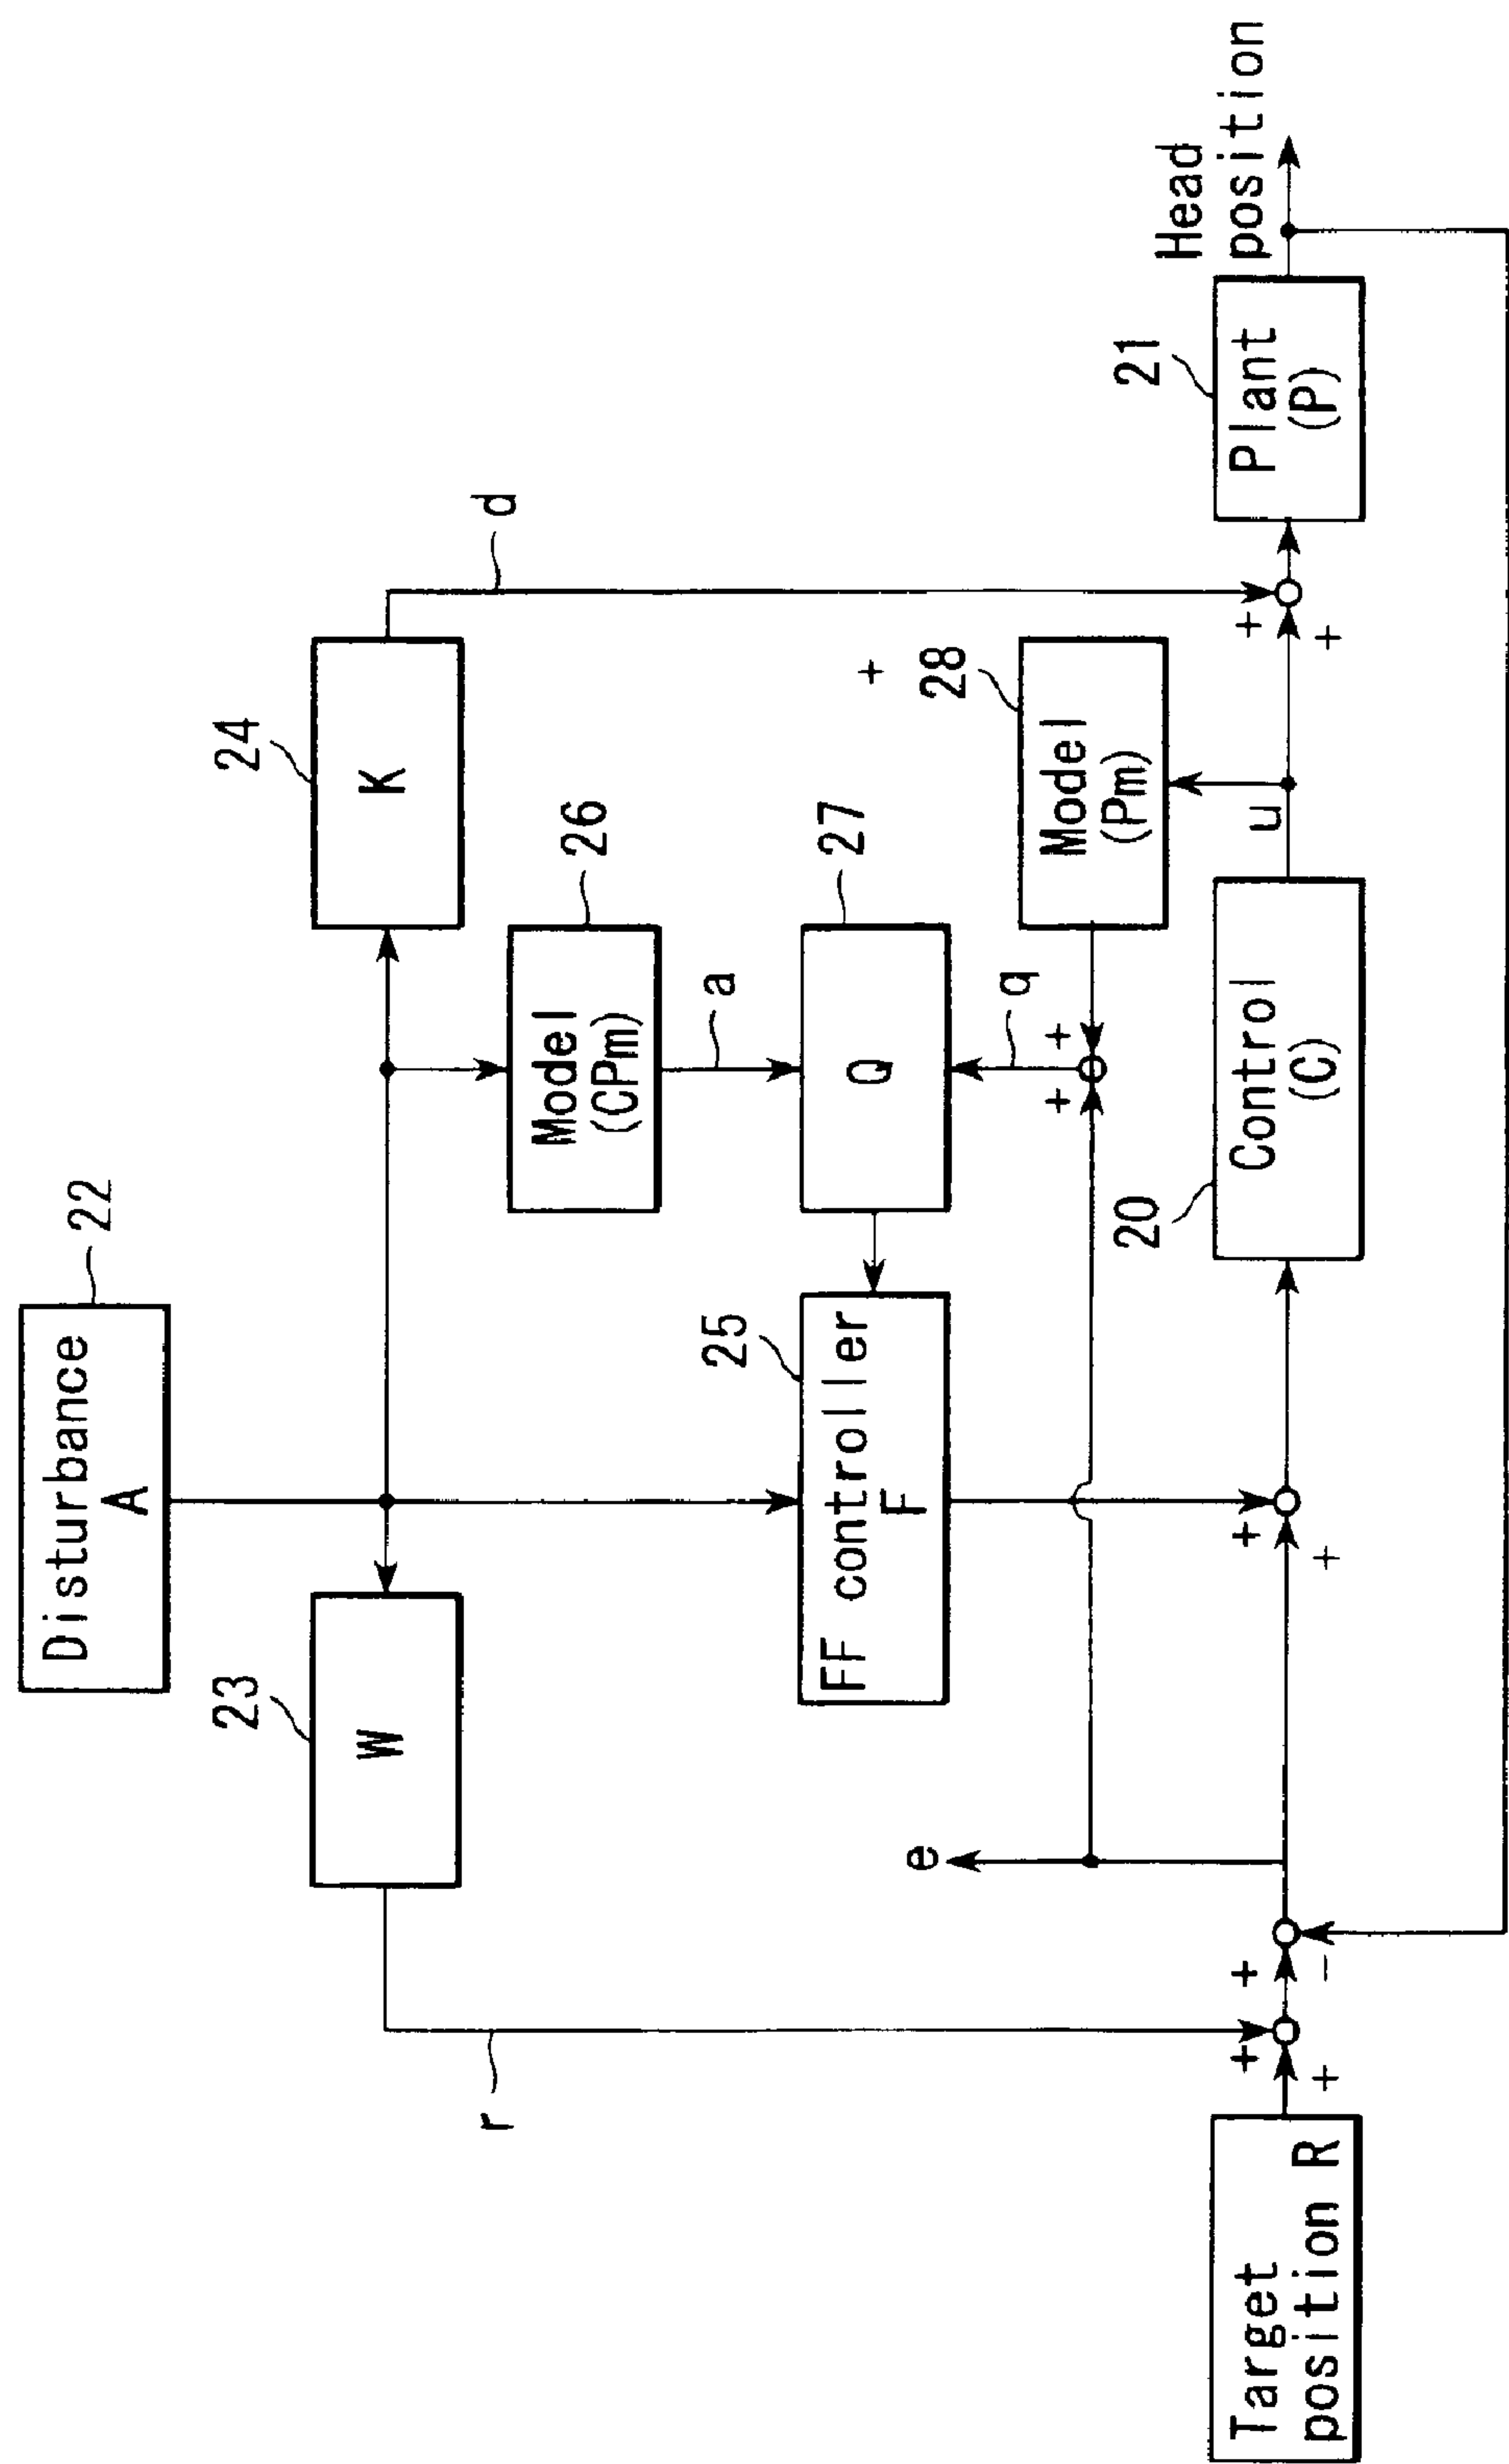 Disturbance
A
22
23
W
24
K
r
d
Model
(CPm)
26
a
FF controller
F
25
Q
27
+
e
q
+
+
Model
(Pm)
28
Target
position R
+
+
+
-
+
+
20
Control
(C)
u
+
+
21
Plant
(P)
Head
position